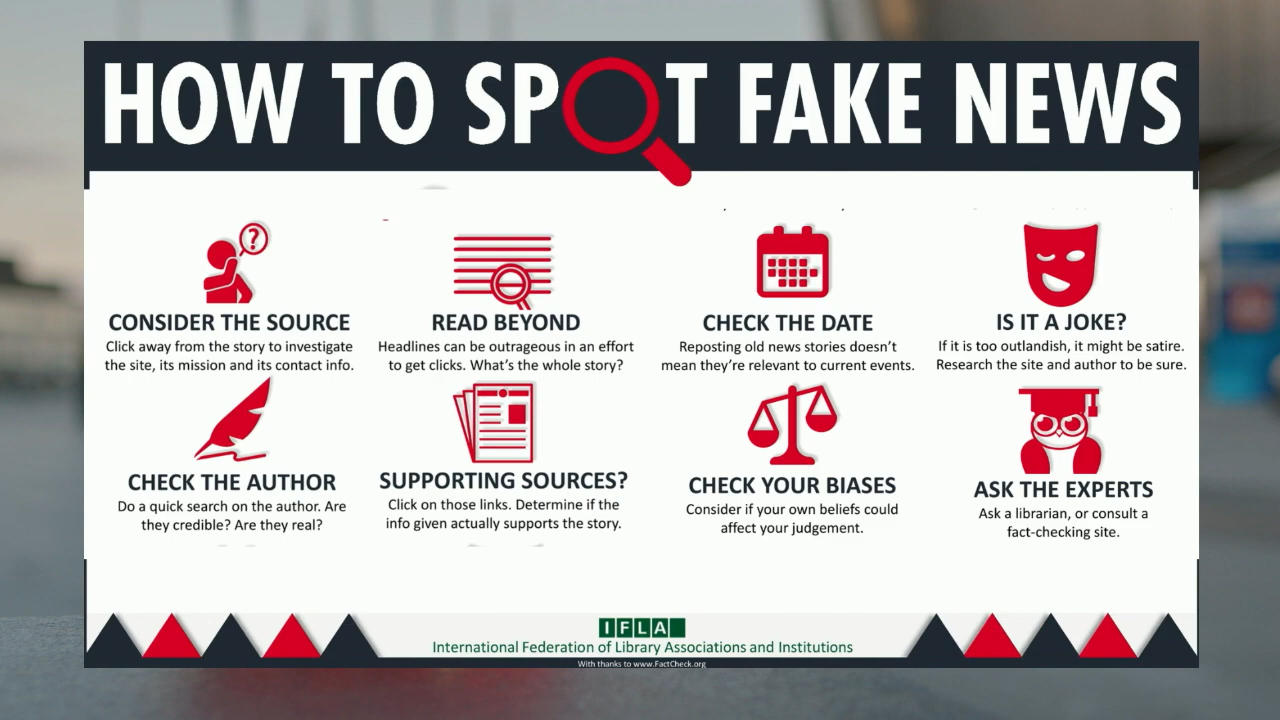 HOW TO SPOT FAKE NEWS
?
CONSIDER THE SOURCE
Click away from the story to investigate
the site, its mission and its contact info.
READ BEYOND
Headlines can be outrageous in an effort
to get clicks. What's the whole story?
CHECK THE DATE
Reposting old news stories doesn't
mean they're relevant to current events.
IS IT A JOKE?
If it is too outlandish, it might be satire.
Research the site and author to be sure.
CHECK THE AUTHOR
Do a quick search on the author. Are
they credible? Are they real?
SUPPORTING SOURCES?
Click on those links. Determine if the
info given actually supports the story.
CHECK YOUR BIASES
Consider if your own beliefs could
affect your judgement.
ASK THE EXPERTS
Ask a librarian, or consult a
fact-checking site.
IFLA
International Federation of Library Associations and Institutions
With thanks to www.FactCheck.org